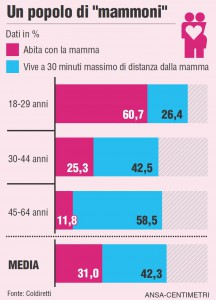 Un popolo di "mammoni"
Dati in %
Abita con la mamma
Vive a 30 minuti massimo di distanza dalla mamma
18-29 anni
60,7 26,4
30-44 anni
25,3 42,5
45-64 anni
11,8 58,5
MEDIA
31,0 42,3
Fonte: Coldiretti ANSA-CENTIMETRI